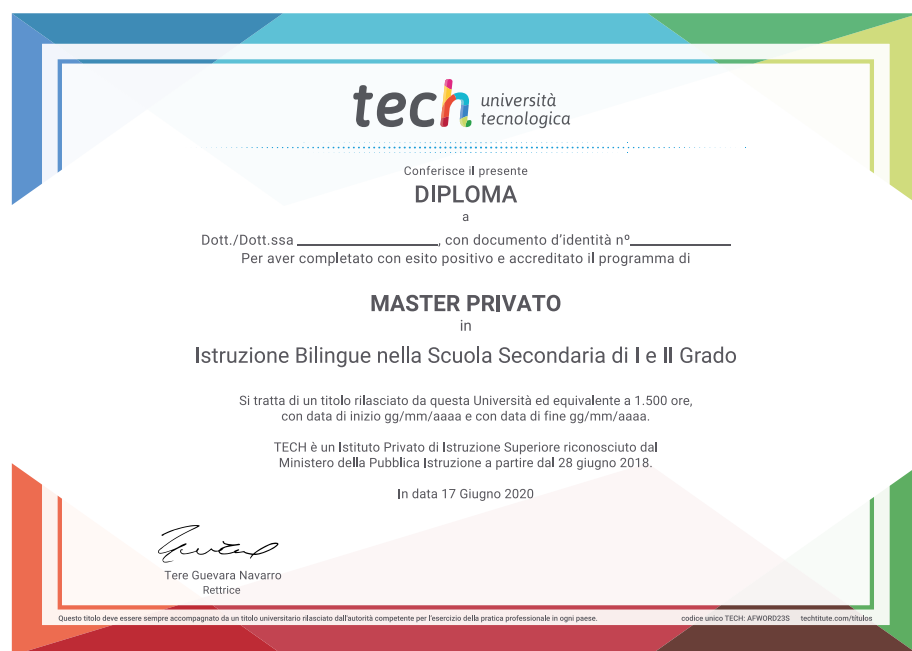 tech università
tecnologica
Conferisce il presente
DIPLOMA
a
Dott./Dott.ssa ____________________, con documento d'identità nº______________
Per aver completato con esito positivo e accreditato il programma di
MASTER PRIVATO
in
Istruzione Bilingue nella Scuola Secondaria di I e II Grado
Si tratta di un titolo rilasciato da questa Università ed equivalente a 1.500 ore,
con data di inizio gg/mm/aaaa e con data di fine gg/mm/aaaa.
TECH è un Istituto Privato di Istruzione Superiore riconosciuto dal
Ministero della Pubblica Istruzione a partire dal 28 giugno 2018.
In data 17 Giugno 2020
Tere Guevara Navarro
Rettrice
Questo titolo deve essere sempre accompagnato da un titolo universitario rilasciato dall'autorità competente per l'esercizio della pratica professionale in ogni paese. codice unico TECH: AFWORD23S techtitute.com/títulos